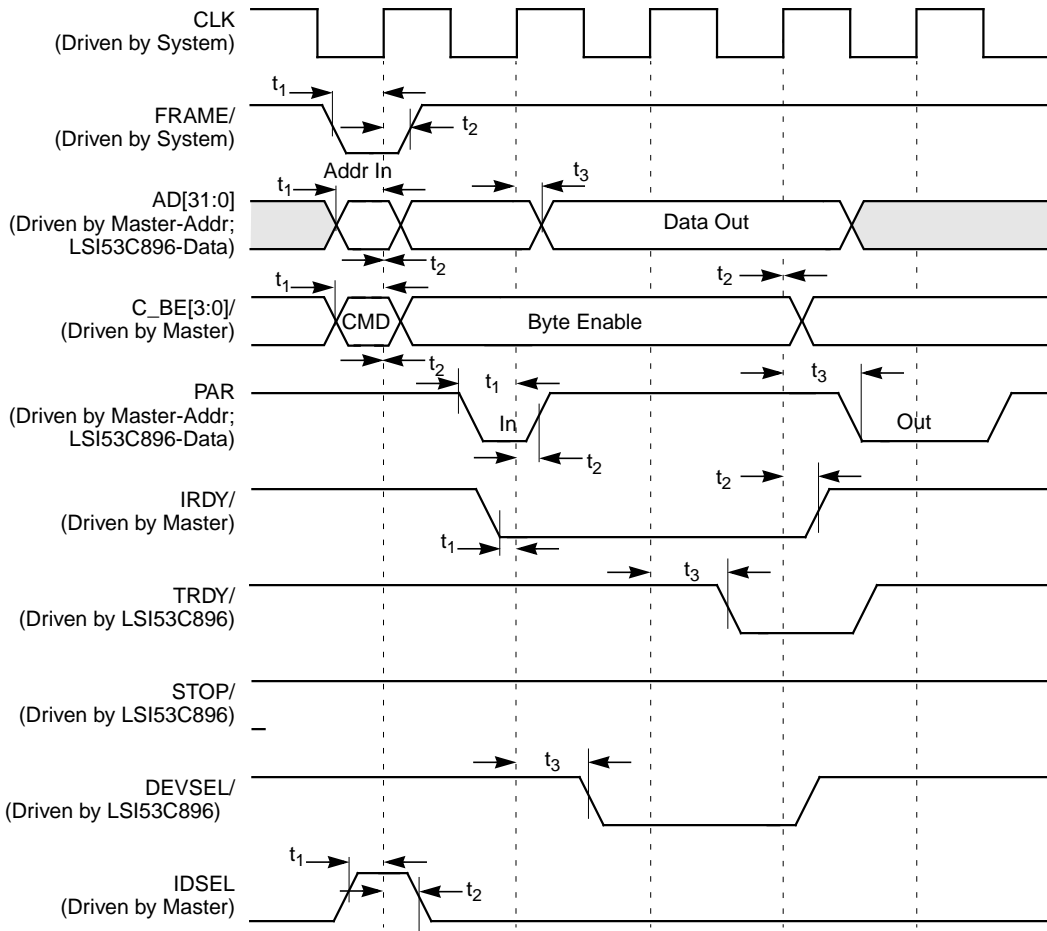 CLK
(Driven by System)
t1
FRAME/
(Driven by System)
t2
Addr In
t1
t3
AD[31:0]
(Driven by Master-Addr;
LSI53C896-Data)
Data Out
t2
t2
t1
C_BE[3:0]/
(Driven by Master)
CMD
Byte Enable
t2
t1
t3
PAR
(Driven by Master-Addr;
LSI53C896-Data)
In
Out
t2
t2
IRDY/
(Driven by Master)
t1
t3
TRDY/
(Driven by LSI53C896)
STOP/
(Driven by LSI53C896)
t3
DEVSEL/
(Driven by LSI53C896)
t1
IDSEL
(Driven by Master)
t2